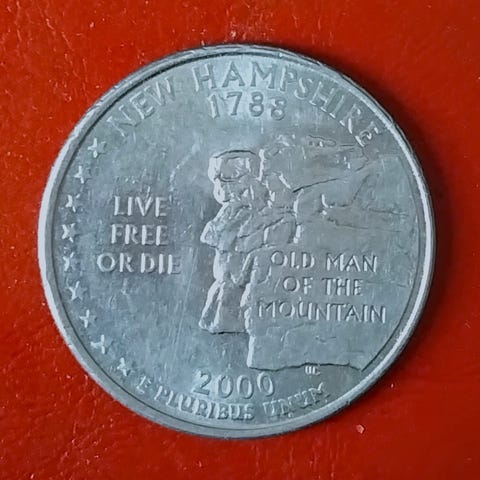 NEW HAMPSHIRE
1788
LIVE
FREE
OR DIE
OLD MAN
OF THE
MOUNTAIN
2000
E PLURIBUS UNUM